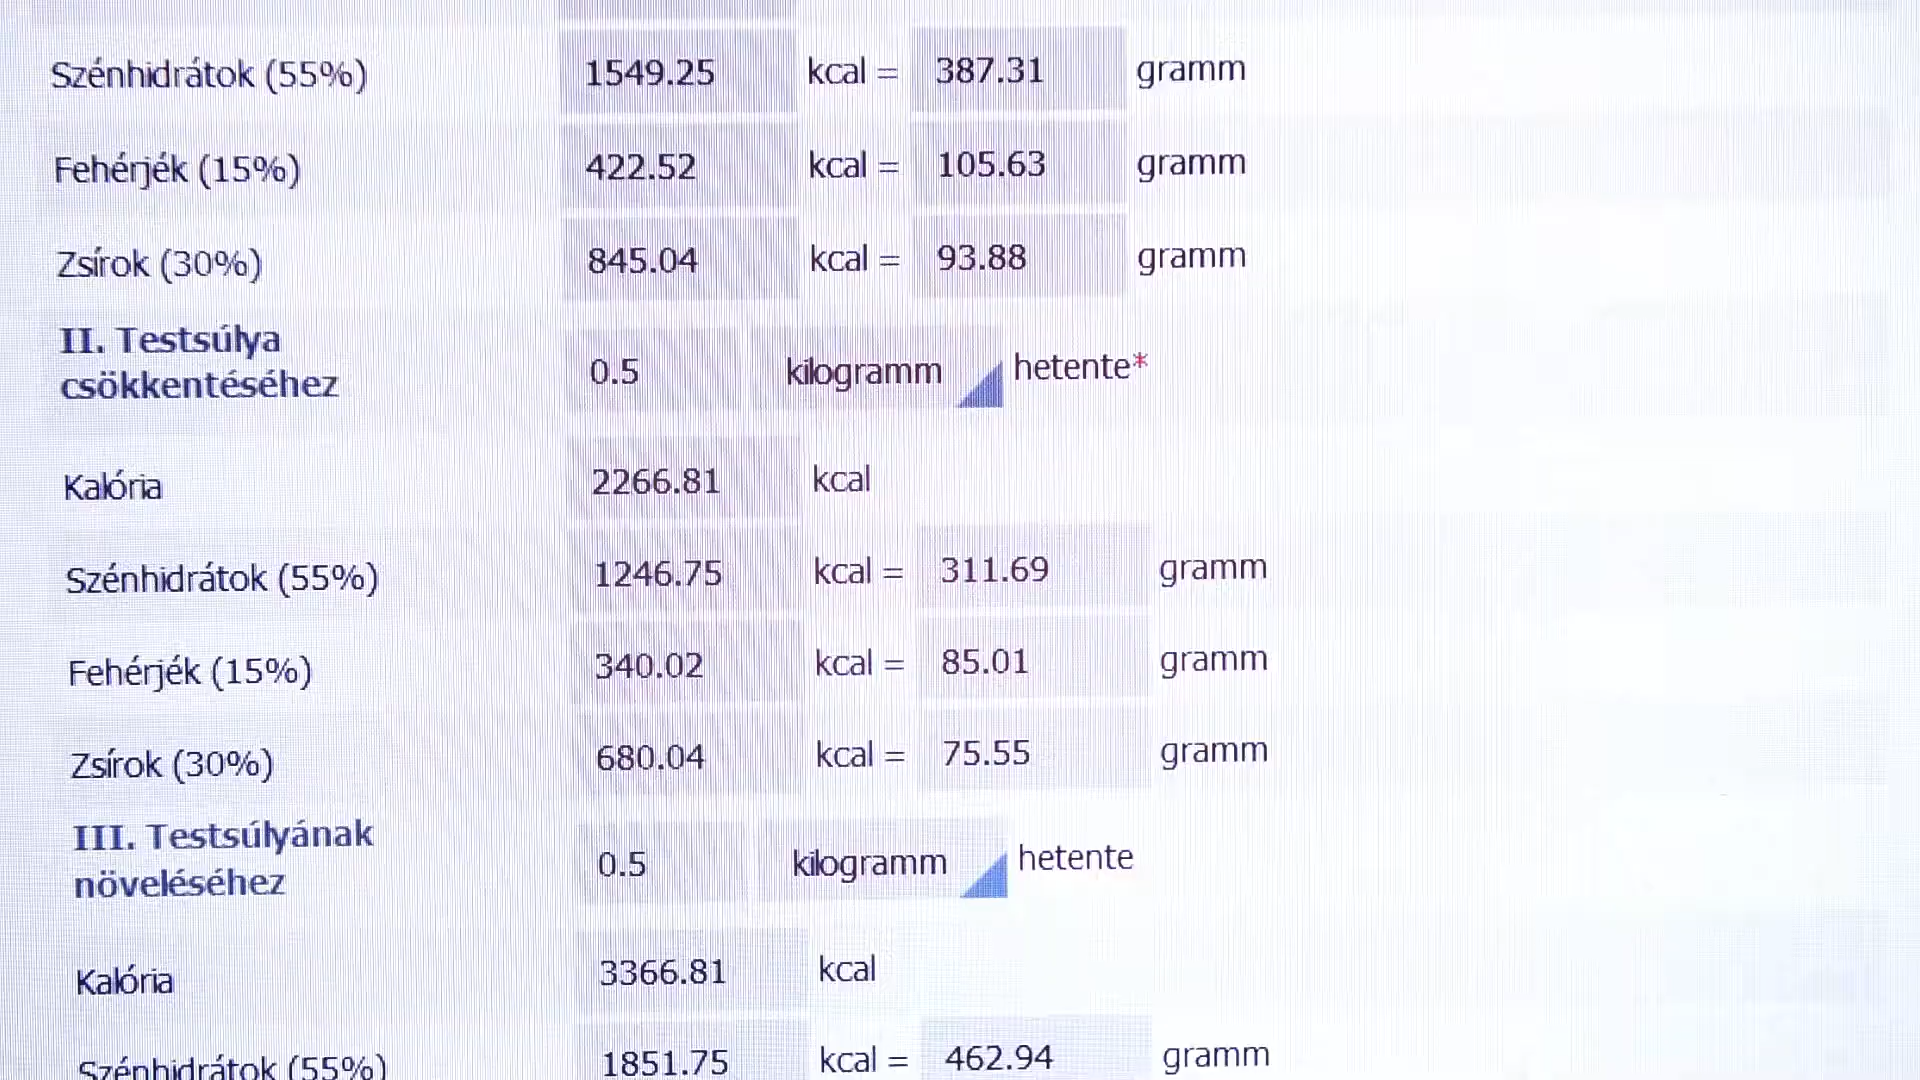 Szénhidrátok (55%) 1549.25 kcal = 387.31 gramm
Fehérjék (15%) 422.52 kcal = 105.63 gramm
Zsírok (30%) 845.04 kcal = 93.88 gramm
II. Testsúlya
csökkentéséhez 0.5 kilogramm hetente*
Kalória 2266.81 kcal
Szénhidrátok (55%) 1246.75 kcal = 311.69 gramm
Fehérjék (15%) 340.02 kcal = 85.01 gramm
Zsírok (30%) 680.04 kcal = 75.55 gramm
III. Testsúlyának
növeléséhez 0.5 kilogramm hetente
Kalória 3366.81 kcal
Szénhidrátok (55%) 1851.75 kcal = 462.94 gramm